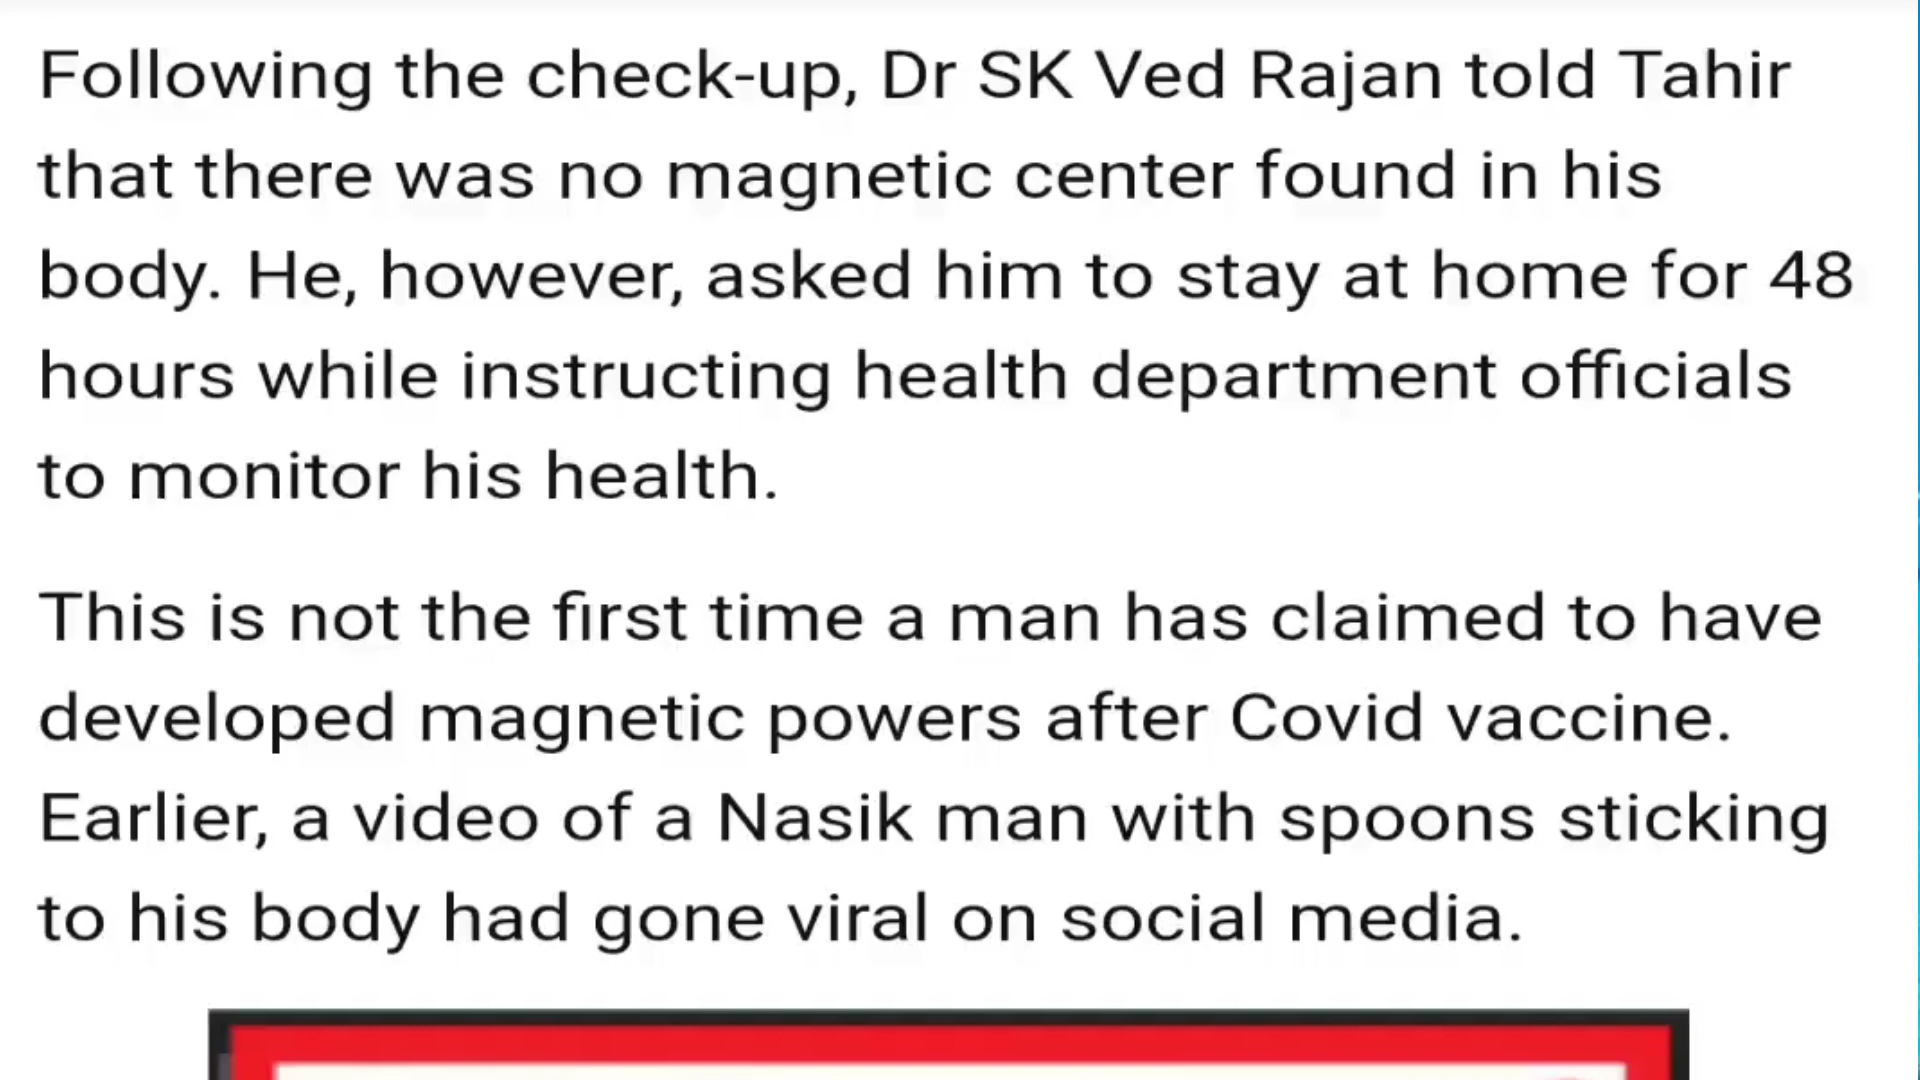 Following the check-up, Dr SK Ved Rajan told Tahir
that there was no magnetic center found in his
body. He, however, asked him to stay at home for 48
hours while instructing health department officials
to monitor his health.
This is not the first time a man has claimed to have
developed magnetic powers after Covid vaccine.
Earlier, a video of a Nasik man with spoons sticking
to his body had gone viral on social media.